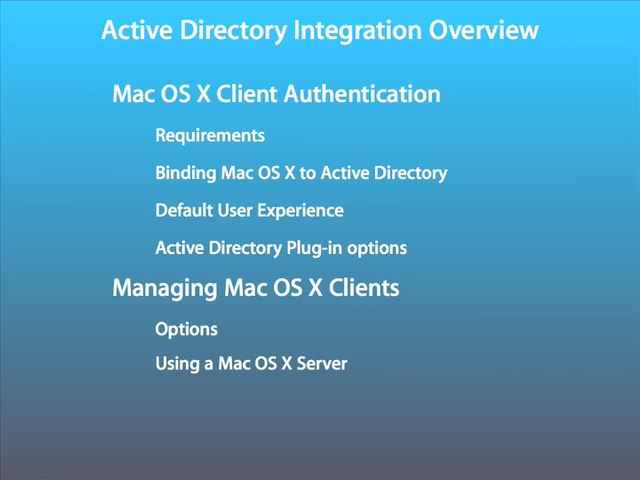 Active Directory Integration Overview
Mac OS X Client Authentication
Requirements
Binding Mac OS X to Active Directory
Default User Experience
Active Directory Plug-in options
Managing Mac OS X Clients
Options
Using a Mac OS X Server